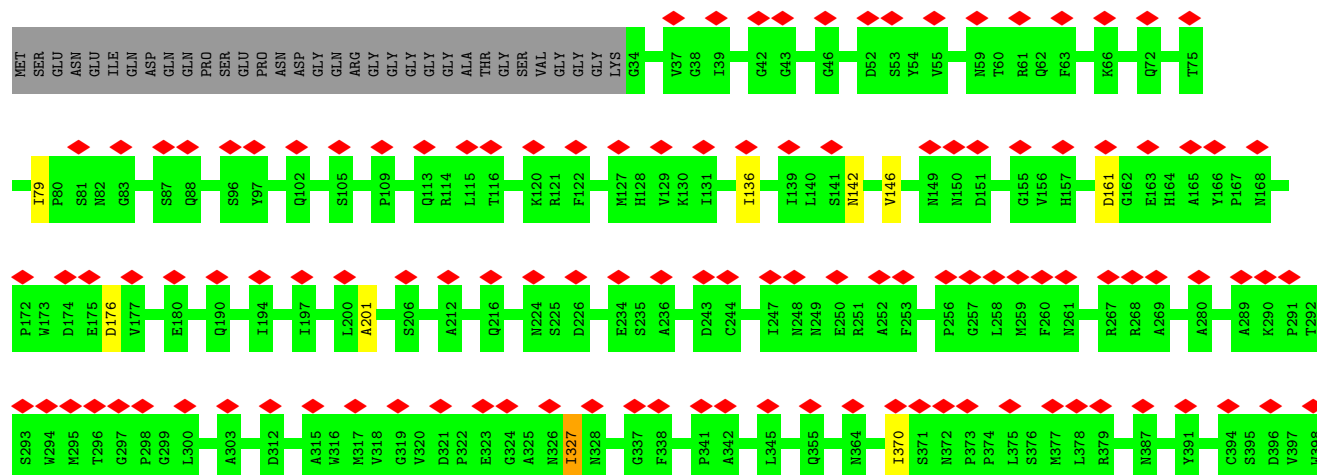 MET SER GLU ASN GLU ILE GLN ASP GLN GLN PRO SER GLU PRO ASN ASP GLY GLN ARG GLY GLY GLY GLY GLY ALA THR GLY SER VAL GLY GLY GLY LYS G34 V37 G38 I39 G42 G43 G46 D52 S53 Y54 V55 N59 T60 R61 Q62 F63 K66 Q72 T75
I79 P80 S81 N82 G83 S87 Q88 S96 Y97 Q102 S105 P109 Q113 R114 L115 T116 K120 R121 F122 M127 H128 V129 K130 I131 I136 I139 L140 S141 N142 V146 N149 N150 D151 G155 V156 H157 D161 G162 E163 H164 A165 Y166 P167 N168
P172 W173 D174 E175 D176 V177 E180 Q190 I194 I197 L200 A201 S206 A212 Q216 N224 S225 D226 E234 S235 A236 D243 C244 I247 N248 N249 E250 R251 A252 F253 P256 G257 L258 M259 F260 N261 R267 R268 A269 A280 A289 K290 P291 T292
S293 W294 M295 T296 G297 P298 G299 L300 A303 D312 A315 W316 M317 V318 G319 V320 D321 P322 E323 G324 A325 N326 I327 N328 G337 F338 P341 A342 L345 Q355 N364 I370 S371 N372 P373 P374 L375 S376 M377 L378 R379 N387 Y391 C394 S395 D396 V397 W398